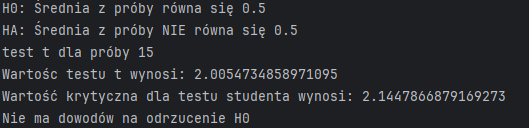 H0: Średnia z próby równa się 0.5
HA: Średnia z próby NIE równa się 0.5
test t dla próby 15
Wartośc testu t wynosi: 2.0054734858971095
Wartość krytyczna dla testu studenta wynosi: 2.1447866879169273
Nie ma dowodów na odrzucenie H0